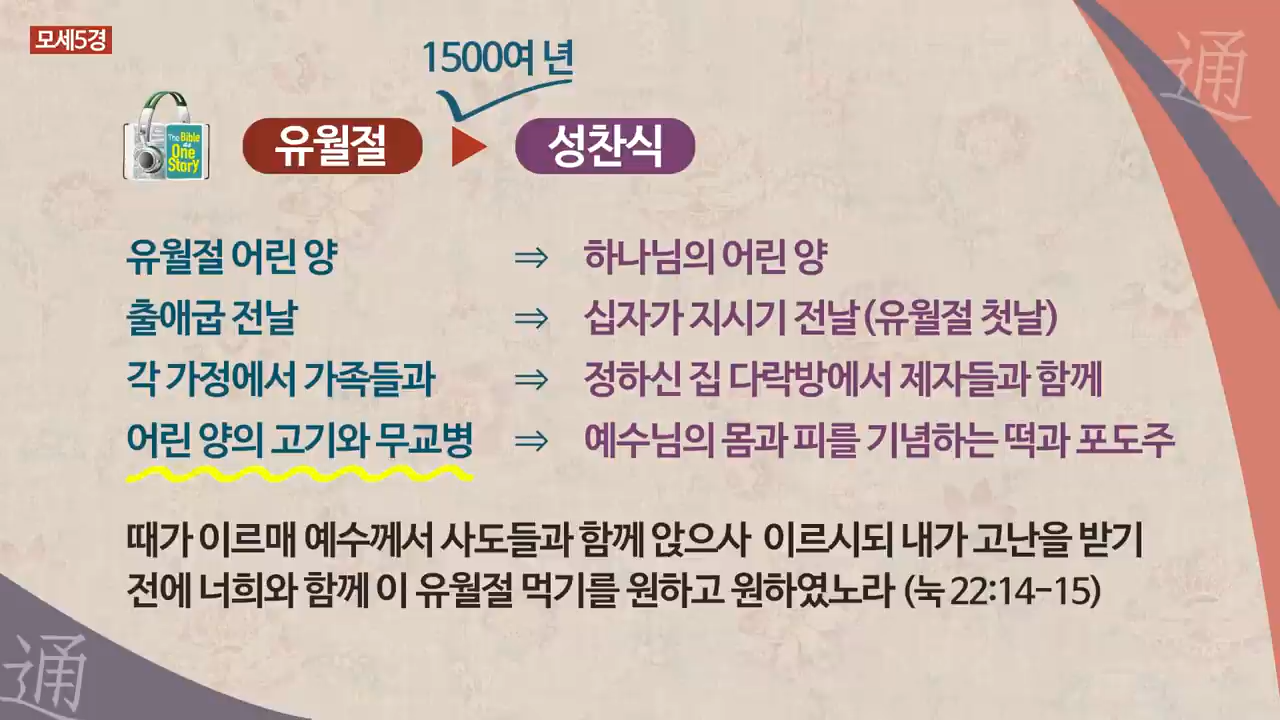 모세5경
通
1500여 년
The Bible
as
One
Story
유월절 ▶ 성찬식
유월절 어린 양 ⇒ 하나님의 어린 양
출애굽 전날 ⇒ 십자가 지시기 전날 (유월절 첫날)
각 가정에서 가족들과 ⇒ 정하신 집 다락방에서 제자들과 함께
어린 양의 고기와 무교병 ⇒ 예수님의 몸과 피를 기념하는 떡과 포도주
때가 이르매 예수께서 사도들과 함께 앉으사 이르시되 내가 고난을 받기
전에 너희와 함께 이 유월절 먹기를 원하고 원하였노라 (눅 22:14-15)
通